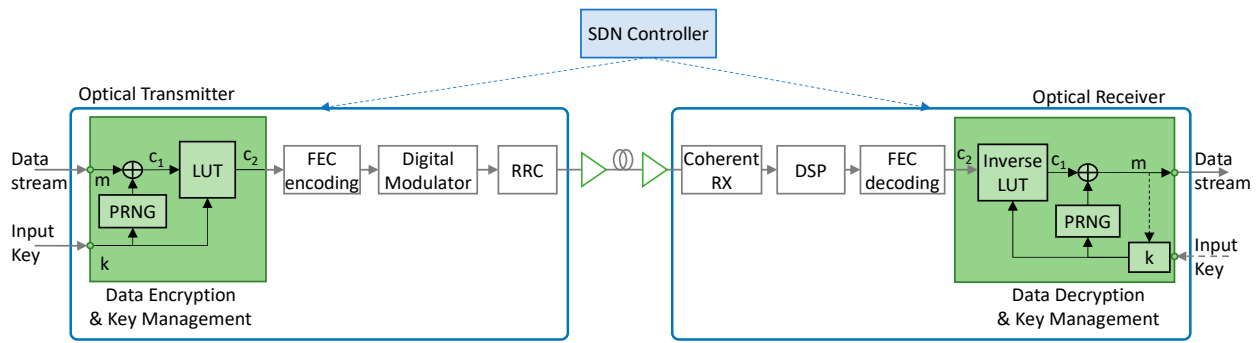 SDN Controller
Optical Transmitter
Optical Receiver
Data
stream
m
c1
LUT
c2
PRNG
Input
Key
k
Data Encryption
& Key Management
FEC
encoding
Digital
Modulator
RRC
Coherent
RX
DSP
FEC
decoding
c2
Inverse
LUT
c1
m
PRNG
k
Data
stream
Input
Key
Data Decryption
& Key Management